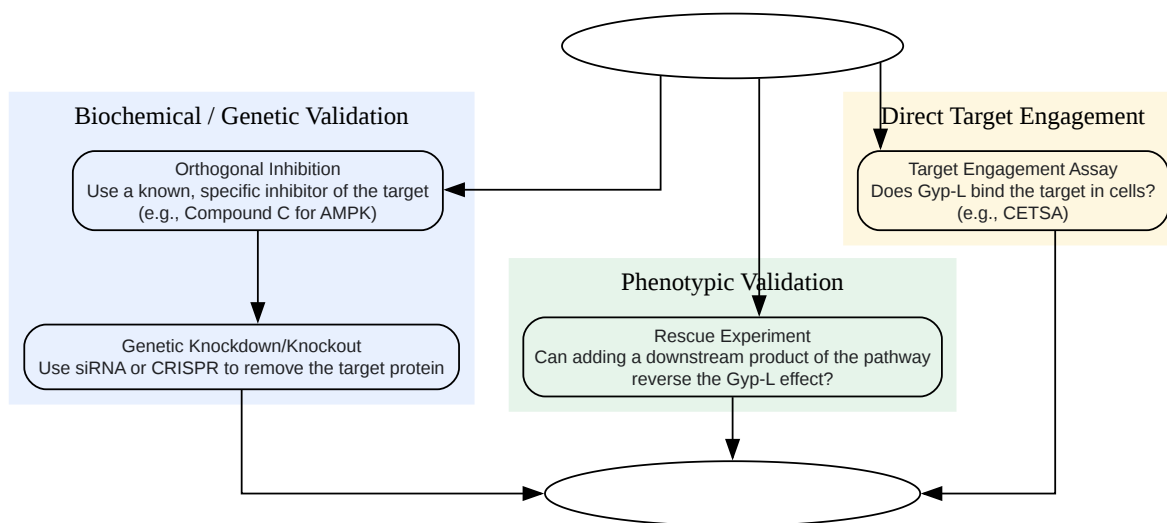 Biochemical / Genetic Validation
Orthogonal Inhibition
Use a known, specific inhibitor of the target
(e.g., Compound C for AMPK)
Genetic Knockdown/Knockout
Use siRNA or CRISPR to remove the target protein
Phenotypic Validation
Rescue Experiment
Can adding a downstream product of the pathway
reverse the Gyp-L effect?
Direct Target Engagement
Target Engagement Assay
Does Gyp-L bind the target in cells?
(e.g., CETSA)